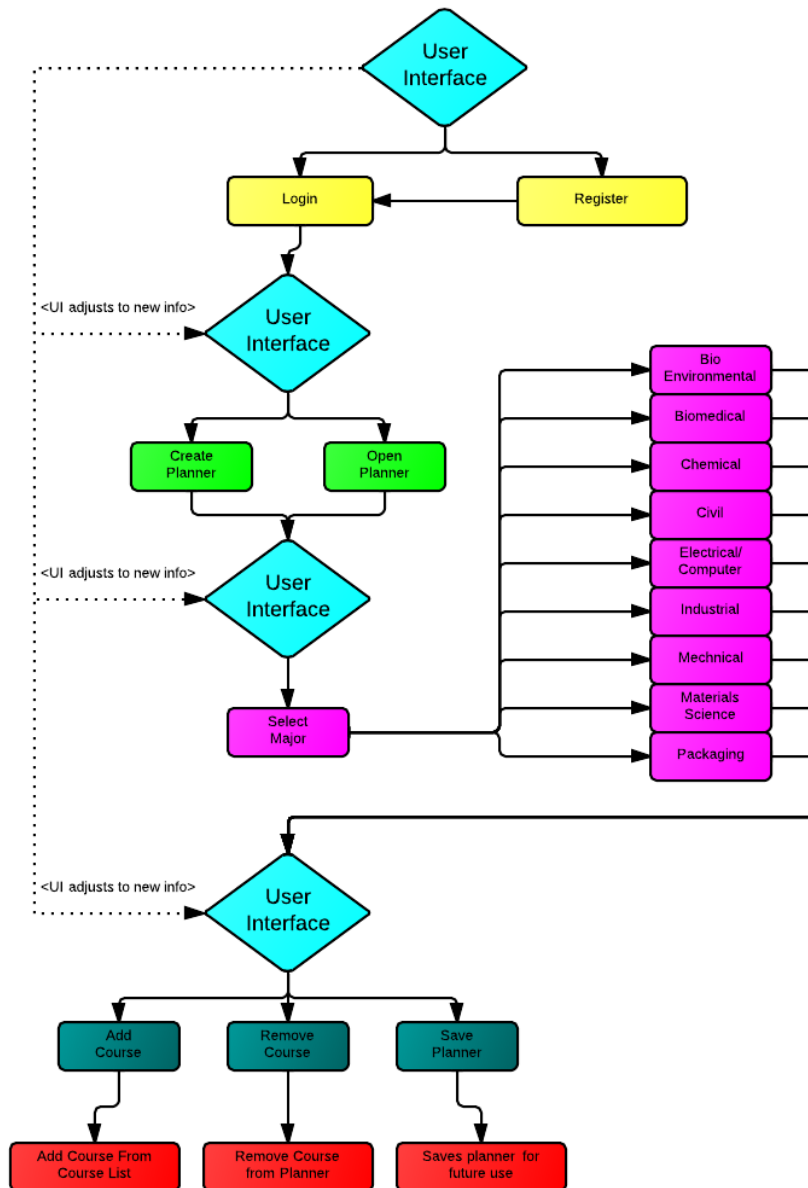 User
Interface
Login
Register
<UI adjusts to new info>
User
Interface
Bio
Environmental
Biomedical
Create
Planner
Open
Planner
Chemical
Civil
<UI adjusts to new info>
User
Interface
Electrical/
Computer
Industrial
Mechnical
Select
Major
Materials
Science
Packaging
<UI adjusts to new info>
User
Interface
Add
Course
Remove
Course
Save
Planner
Add Course From
Course List
Remove Course
from Planner
Saves planner for
future use